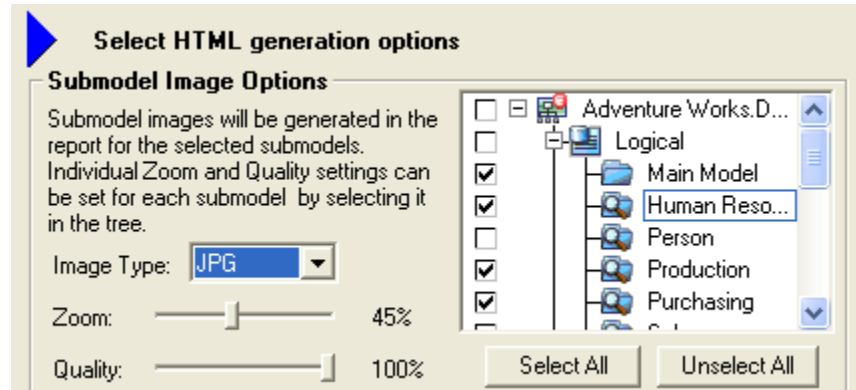 Select HTML generation options
Submodel Image Options
Submodel images will be generated in the
report for the selected submodels.
Individual Zoom and Quality settings can
be set for each submodel by selecting it
in the tree.
Image Type: JPG
Zoom: 45%
Quality: 100%
Adventure Works.D...
Logical
Main Model
Human Reso...
Person
Production
Purchasing
Select All Unselect All